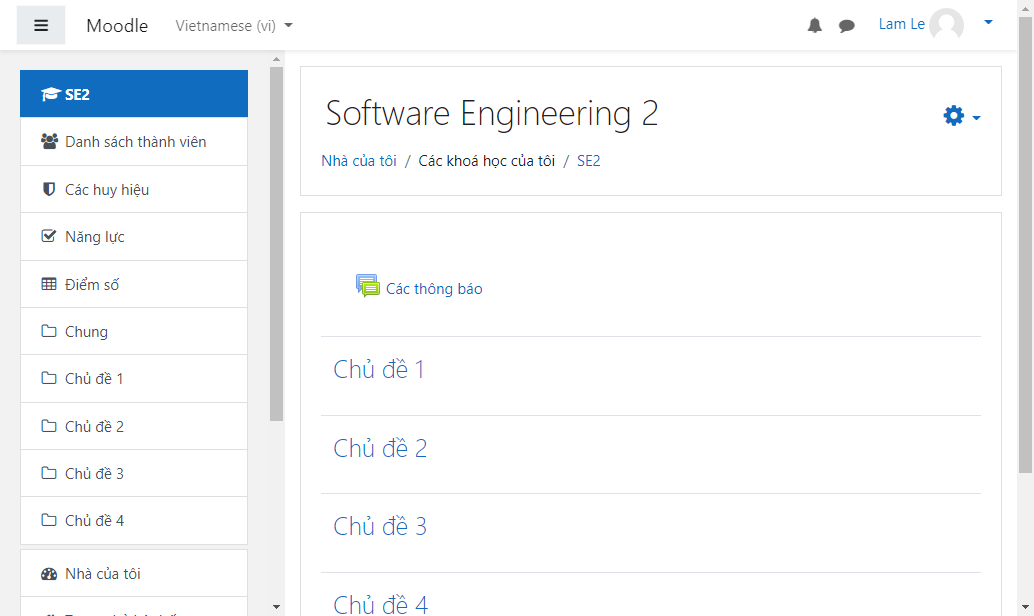 Moodle Vietnamese (vi) Lam Le
SE2
Danh sách thành viên
Các huy hiệu
Năng lực
Điểm số
Chung
Chủ đề 1
Chủ đề 2
Chủ đề 3
Chủ đề 4
Nhà của tôi
Software Engineering 2
Nhà của tôi / Các khoá học của tôi / SE2
Các thông báo
Chủ đề 1
Chủ đề 2
Chủ đề 3
Chủ đề 4